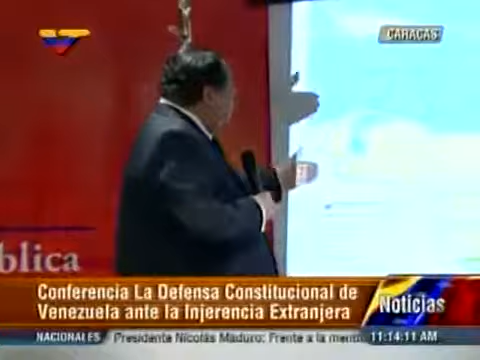 CARACAS
blica
Conferencia La Defensa Constitucional de
Venezuela ante la Injerencia Extranjera
Noticias
NACIONALES
Presidente Nicolás Maduro: Frente a la menti
11:14:11 AM